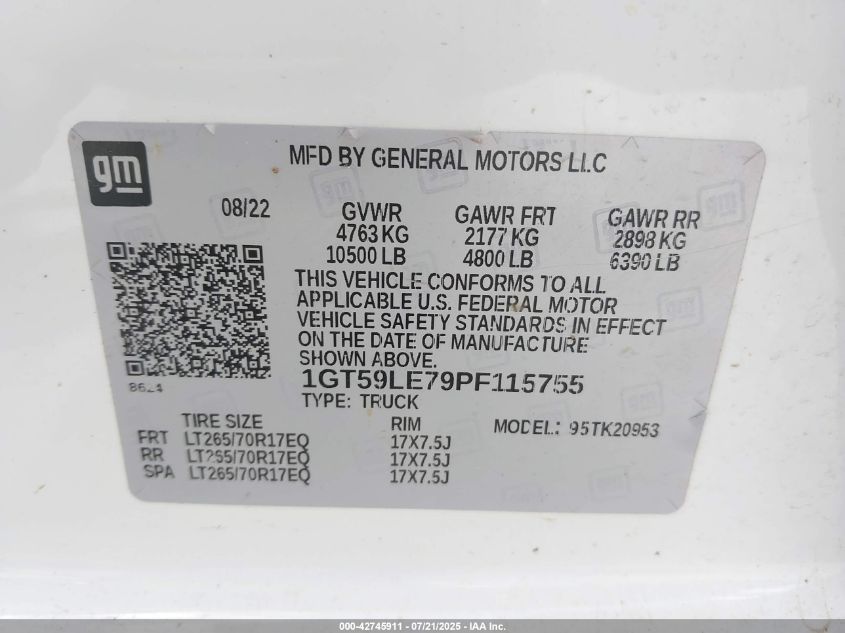 gm
MFD BY GENERAL MOTORS LLC
08/22
GVWR GAWR FRT GAWR RR
4763 KG 2177 KG 2898 KG
10500 LB 4800 LB 6390 LB
THIS VEHICLE CONFORMS TO ALL
APPLICABLE U.S. FEDERAL MOTOR
VEHICLE SAFETY STANDARDS IN EFFECT
ON THE DATE OF MANUFACTURE
SHOWN ABOVE.
1GT59LE79PF115755
8624
TYPE: TRUCK
TIRE SIZE RIM MODEL: 95TK20953
FRT LT265/70R17EQ 17X7.5J
RR LT265/70R17EQ 17X7.5J
SPA LT265/70R17EQ 17X7.5J
000-42745911 - 07/21/2025 - IAA Inc.